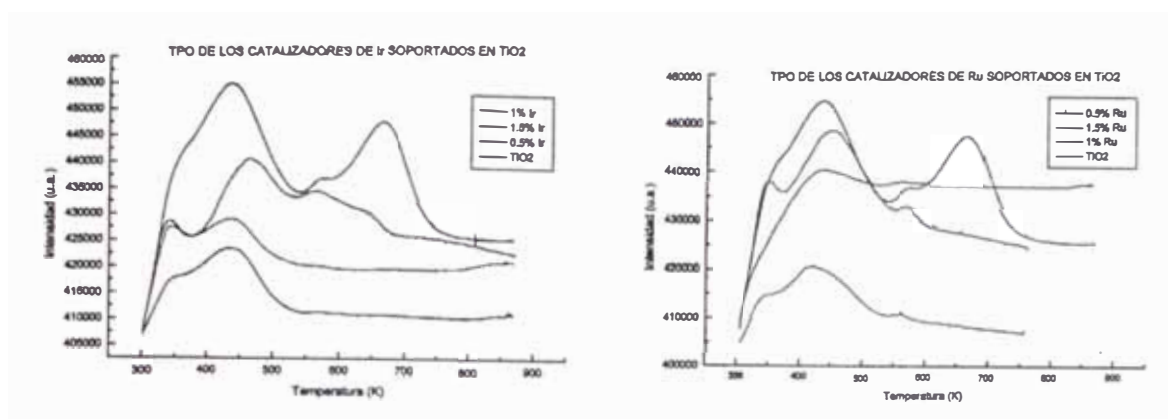 TPO DE LOS CATALIZADORES DE Ir SOPORTADOS EN TIO2
460000
455000
450000
445000
440000
435000
430000
425000
420000
415000
410000
405000
Intensidad (u.a.)
1% Ir
1.5% Ir
0.5% Ir
TIO2
300 400 500 600 700 800 900
Temperatura (K)
TPO DE LOS CATALIZADORES DE Ru SOPORTADOS EN TiO2
460000
450000
440000
430000
420000
410000
400000
Intensidad (u.a.)
0.5% Ru
1.5% Ru
1% Ru
TIO2
300 400 500 600 700 800 900
Temperatura (K)